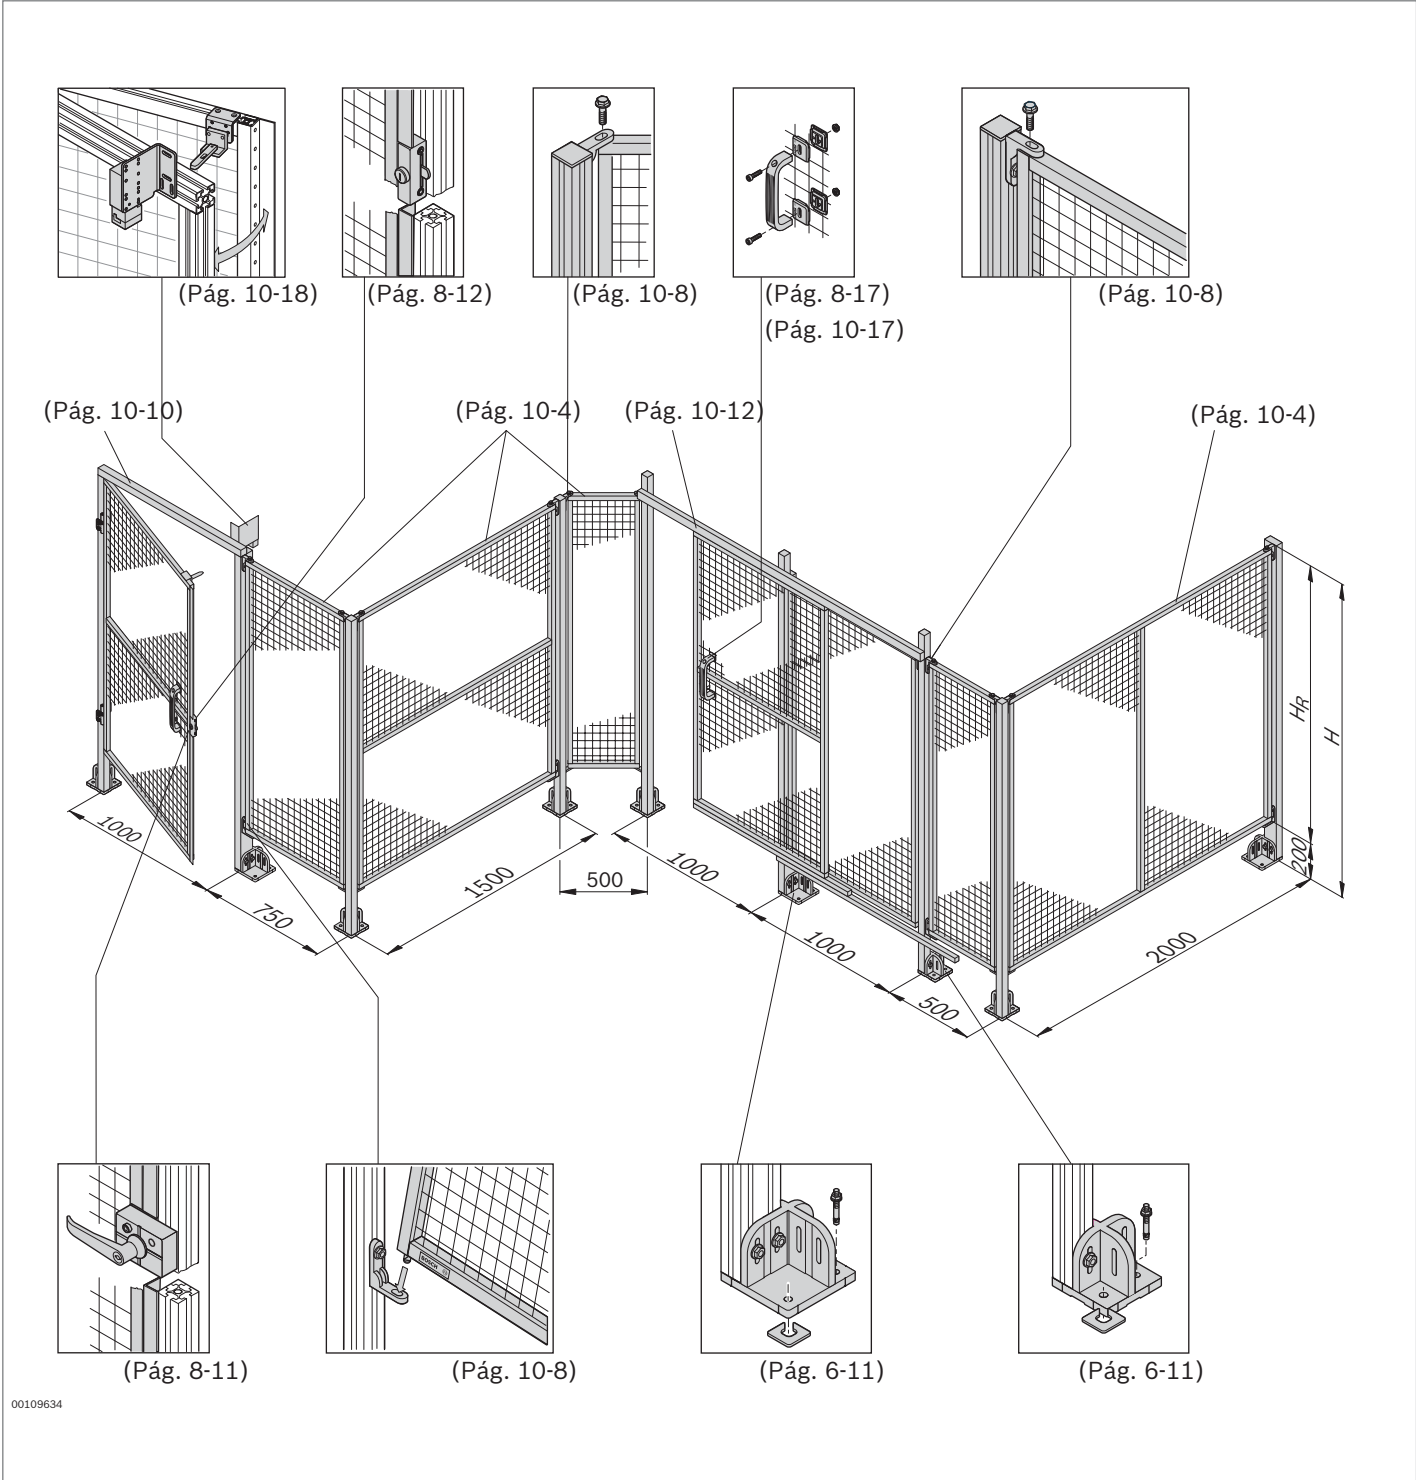 (Pág. 10-18)
(Pág. 8-12)
(Pág. 10-8)
(Pág. 8-17)
(Pág. 10-17)
(Pág. 10-8)
(Pág. 10-10)
(Pág. 10-4)
(Pág. 10-12)
(Pág. 10-4)
HR
H
200
1000
750
1500
500
1000
1000
500
2000
BOSCH
(Pág. 8-11)
(Pág. 10-8)
(Pág. 6-11)
(Pág. 6-11)
00109634